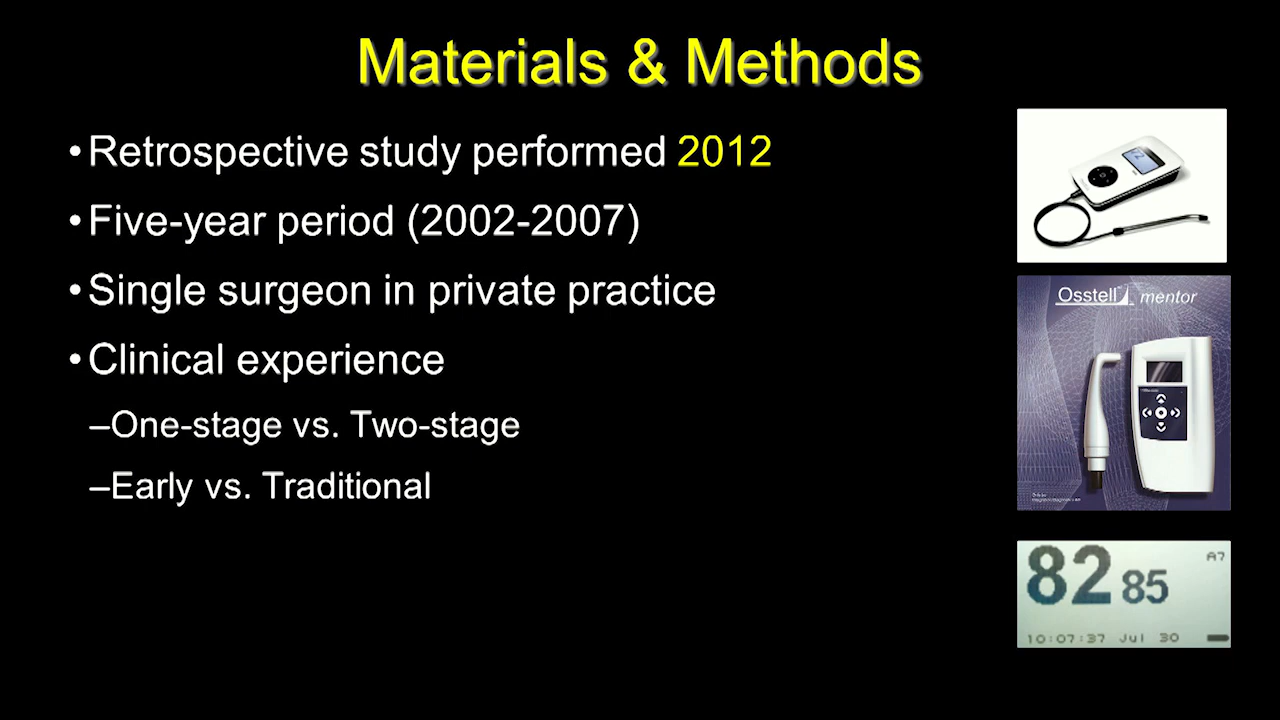 Materials & Methods
•Retrospective study performed 2012
•Five-year period (2002-2007)
•Single surgeon in private practice
•Clinical experience
–One-stage vs. Two-stage
–Early vs. Traditional
Osstell mentor
82 85
A7
10:07:37 Jul 30